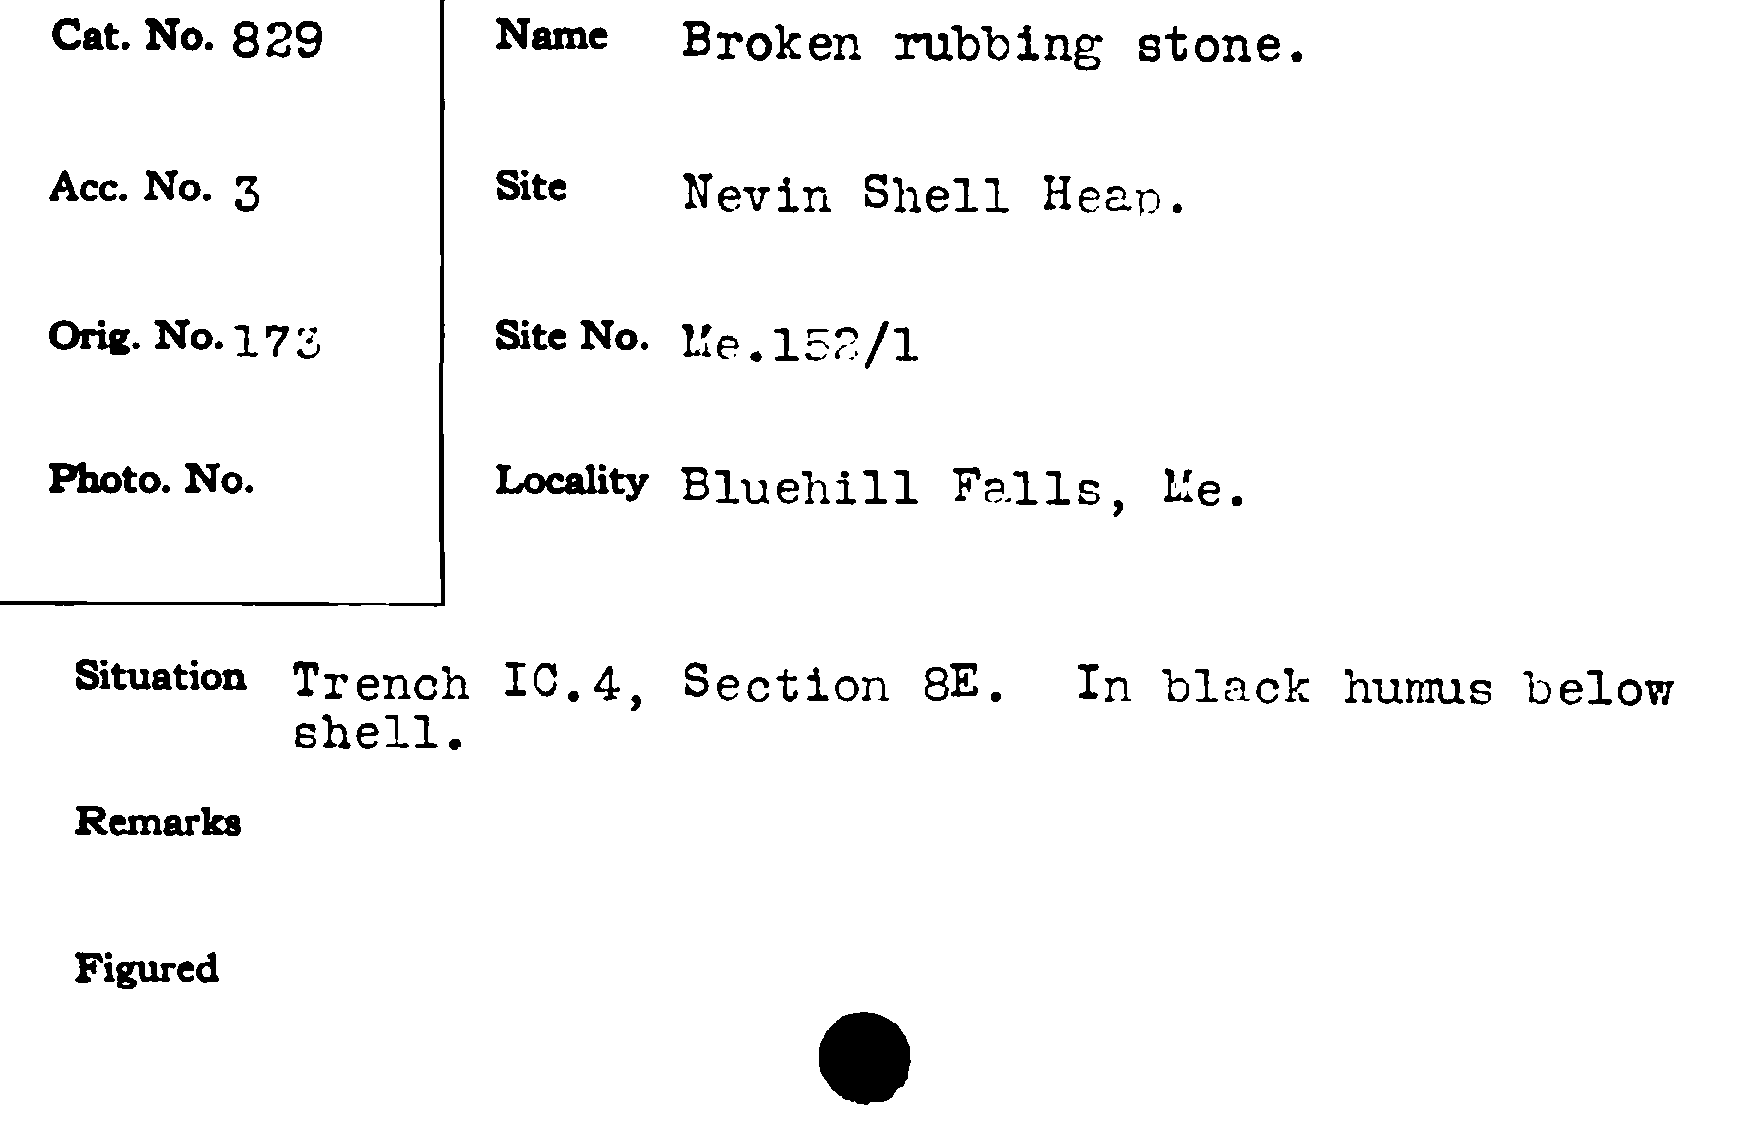 Cat. No. 829
Name Broken rubbing stone.
Acc. No. 3
Site Nevin Shell Heap.
Orig. No. 173
Site No. Me.152/1
Photo. No.
Locality Bluehill Falls, Me.
Situation Trench IC.4, Section 8E. In black humus below
shell.
Remarks
Figured